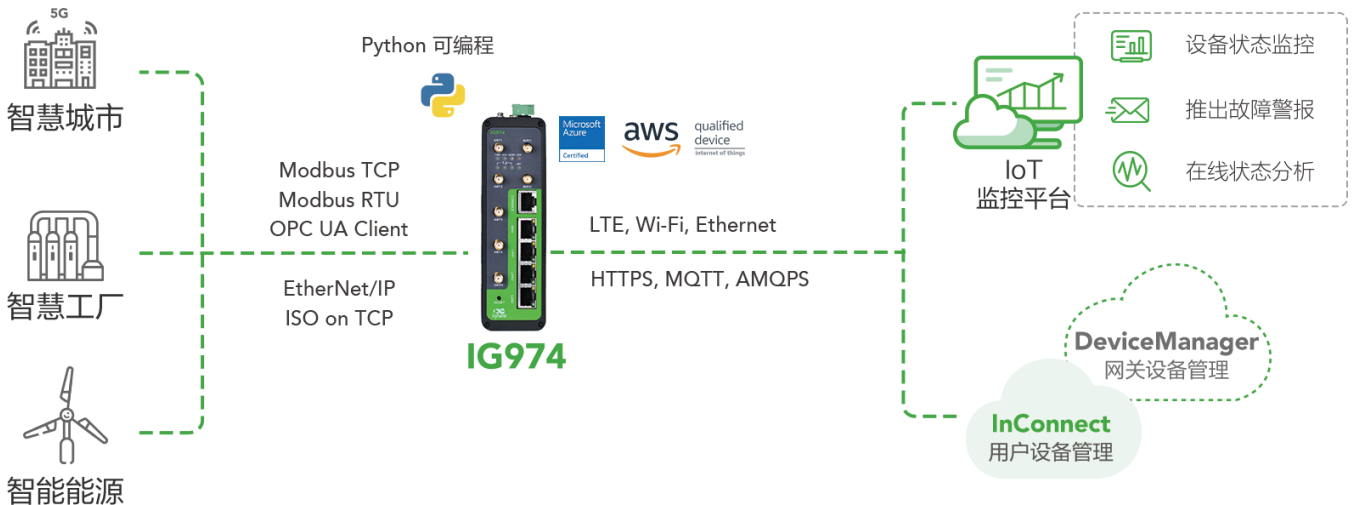 5G
智慧城市
智慧工厂
智能能源
Python 可编程
Modbus TCP
Modbus RTU
OPC UA Client
EtherNet/IP
ISO on TCP
IG974
IG974
Microsoft
Azure
Certified
aws
qualified
device
Internet of Things
LTE, Wi-Fi, Ethernet
HTTPS, MQTT, AMQPS
IoT
监控平台
设备状态监控
推出故障警报
在线状态分析
DeviceManager
网关设备管理
InConnect
用户设备管理